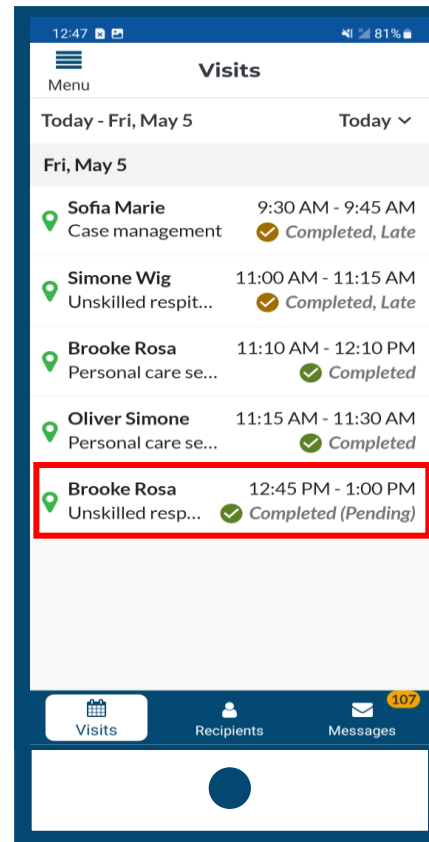 12:47 81%
Menu
Visits
Today - Fri, May 5 Today
Fri, May 5
Sofia Marie 9:30 AM - 9:45 AM
Case management Completed, Late
Simone Wig 11:00 AM - 11:15 AM
Unskilled respit... Completed, Late
Brooke Rosa 11:10 AM - 12:10 PM
Personal care se... Completed
Oliver Simone 11:15 AM - 11:30 AM
Personal care se... Completed
Brooke Rosa 12:45 PM - 1:00 PM
Unskilled resp... Completed (Pending)
107
Visits Recipients Messages